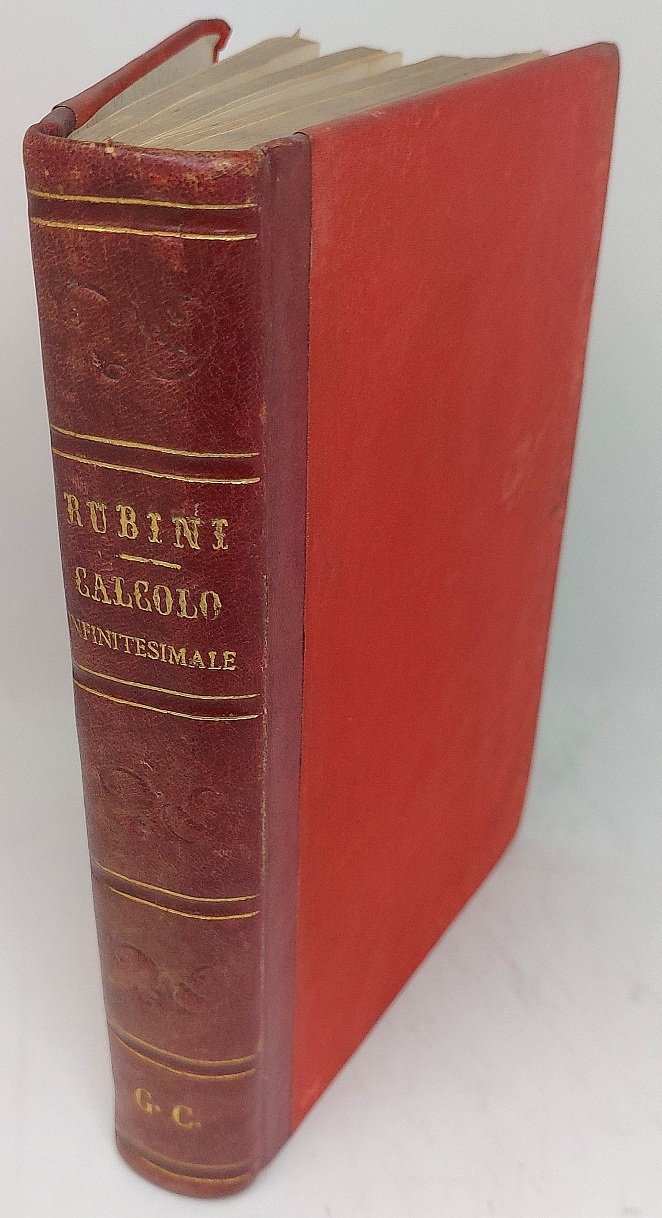 RUBINI
CALCOLO
INFINITESIMALE
G. C.